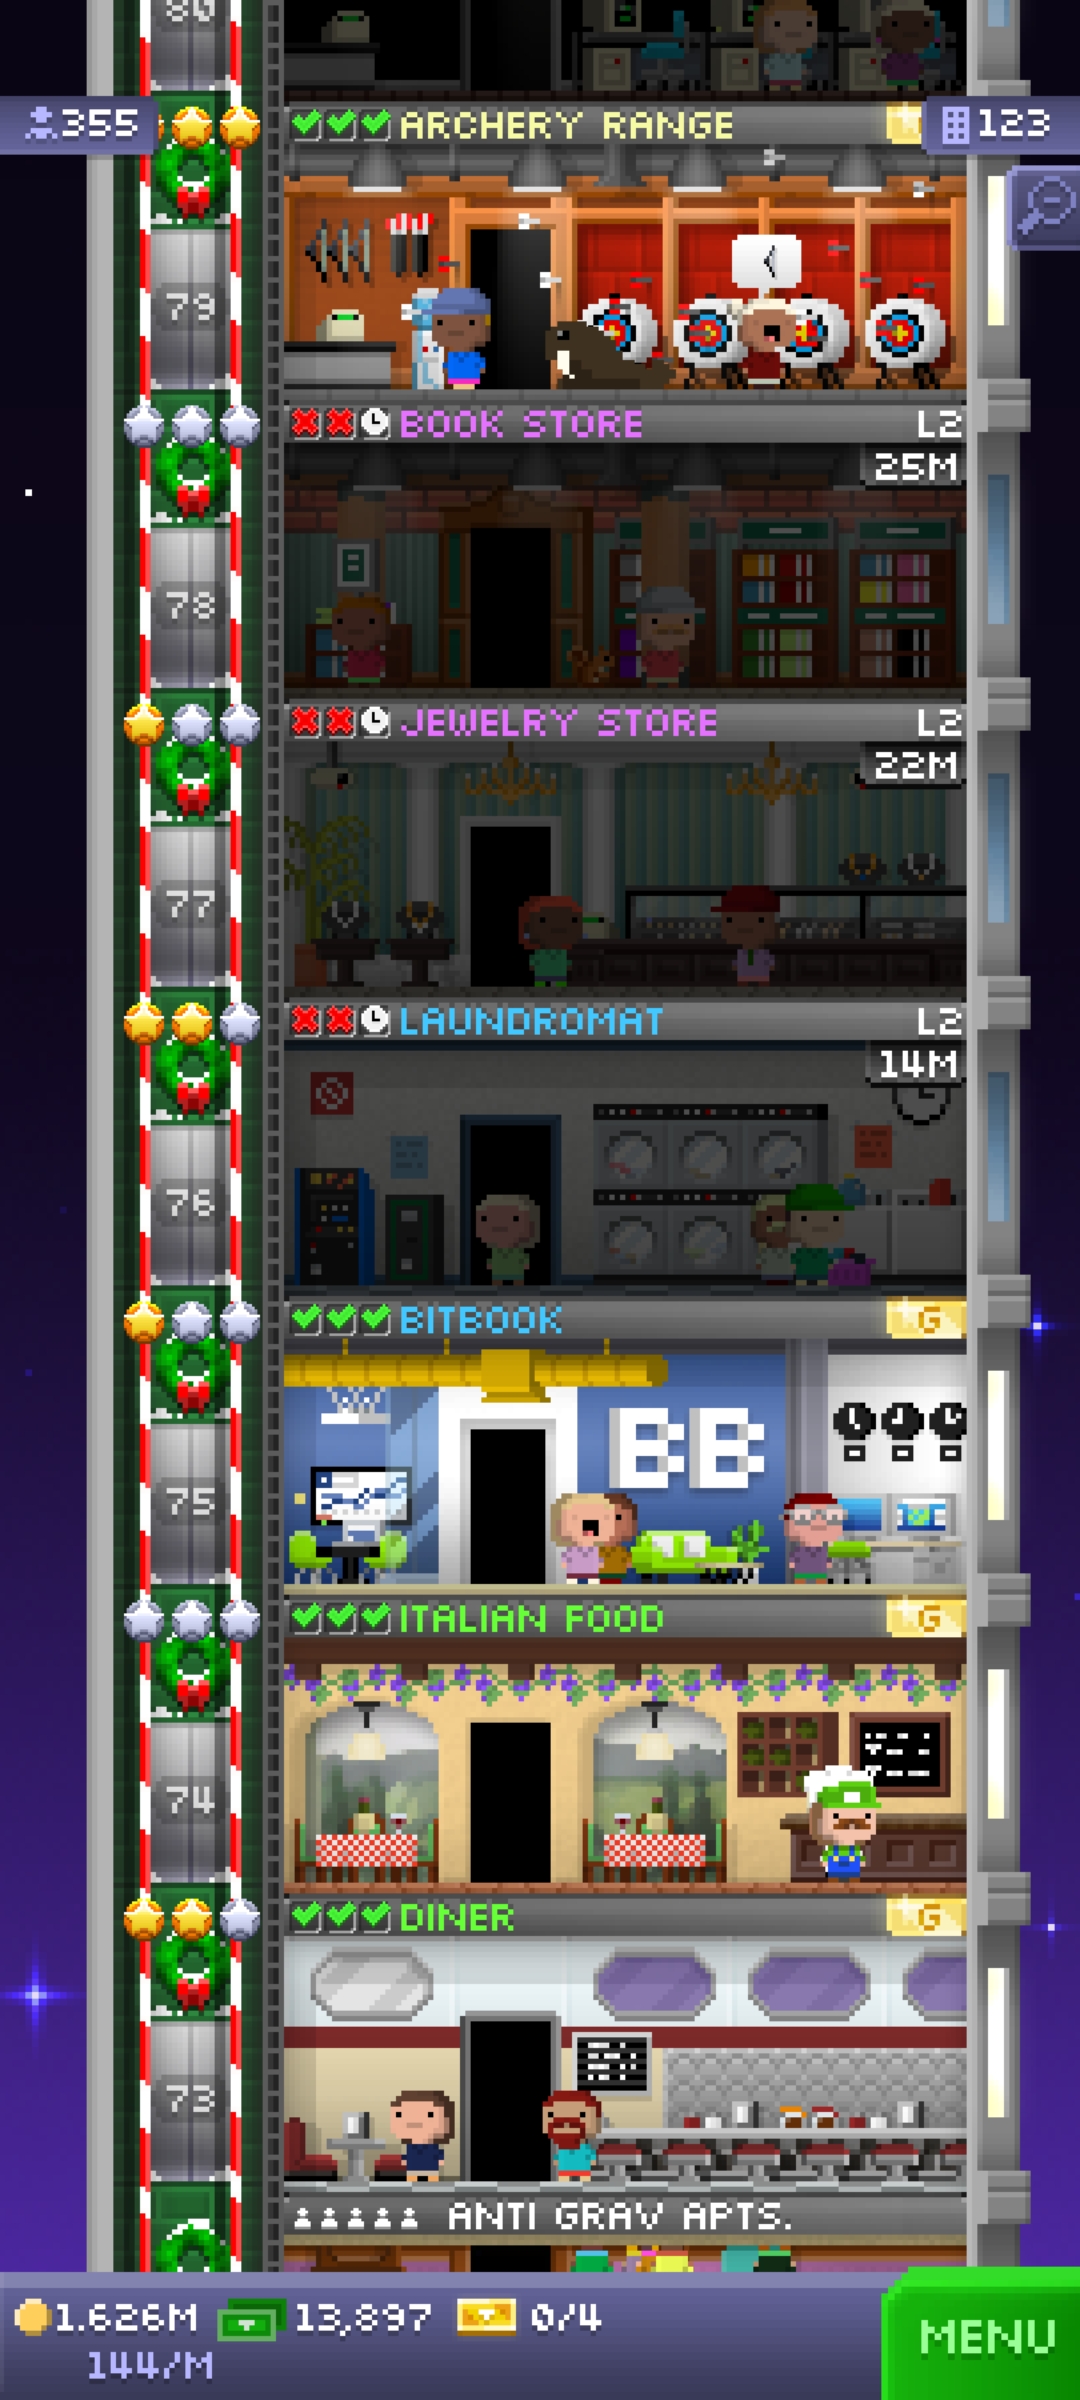 80
355
ARCHERY RANGE
123
79
BOOK STORE
L2
25M
78
JEWELRY STORE
L2
22M
77
LAUNDROMAT
L2
14M
76
BITBOOK
G
BB
75
ITALIAN FOOD
G
74
DINER
G
73
ANTI GRAV APTS.
1.626M
13,897
0/4
144/M
MENU